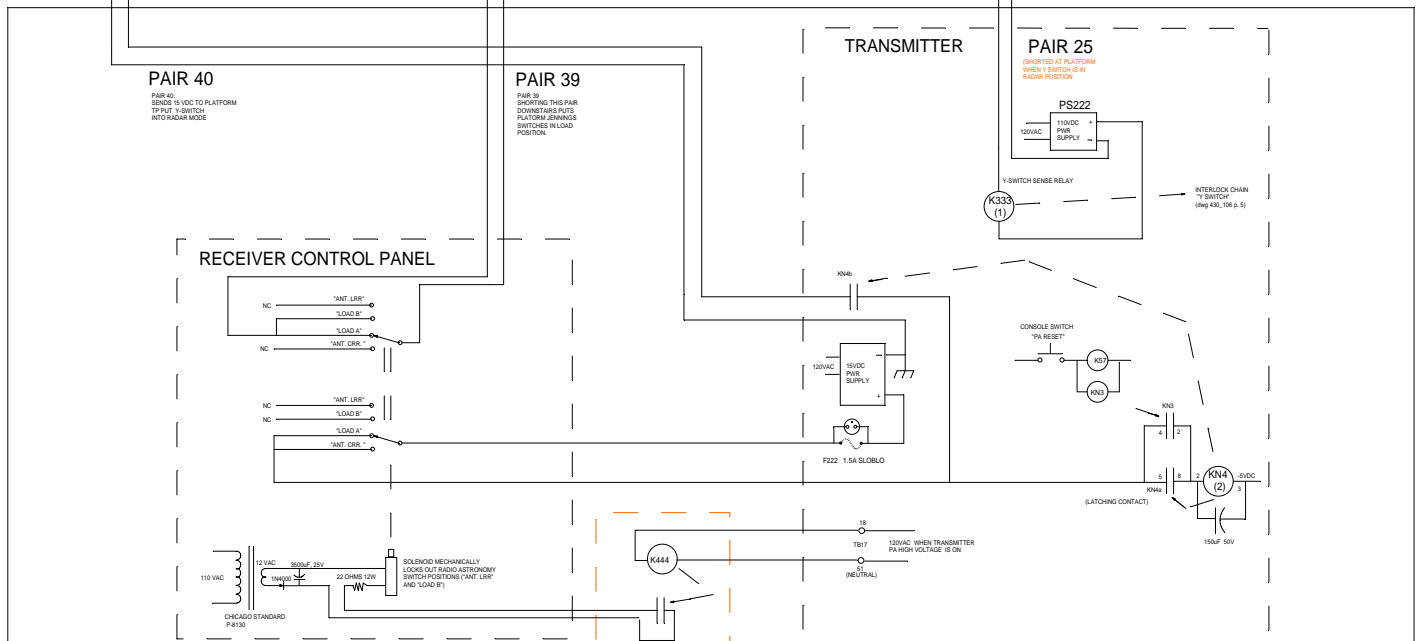 TRANSMITTER
PAIR 25
(SHORTED AT PLATFORM
WHEN Y SWITCH IS IN
RADAR POSITION
PAIR 40
PAIR 40:
SENDS 15 VDC TO PLATFORM
TP PUT Y-SWITCH
INTO RADAR MODE
PAIR 39
PAIR 39
SHORTING THIS PAIR
DOWNSTAIRS PUTS
PLATORM JENNINGS
SWITCHES IN LOAD
POSITION.
PS222
120VAC
110VDC
PWR
SUPPLY
+
−
Y-SWITCH SENSE RELAY
K333
(1)
INTERLOCK CHAIN
"Y SWITCH"
(dwg 430_106 p. 5)
RECEIVER CONTROL PANEL
NC
"ANT. LRR"
"LOAD B"
"LOAD A"
NC
"ANT. CRR. "
KN4b
CONSOLE SWITCH
"PA RESET"
K57
KN3
120VAC
15VDC
PWR
SUPPLY
−
+
NC
"ANT. LRR"
NC
"LOAD B"
"LOAD A"
"ANT. CRR. "
F222 1.5A SLOBLO
KN3
4
2
5
8
KN4a
(LATCHING CONTACT)
2
KN4
(2)
-5VDC
3
150uF 50V
110 VAC
12 VAC
3500uF, 25V
1N4000
22 OHMS 12W
CHICAGO STANDARD
P-8130
SOLENOID MECHANICALLY
LOCKS OUT RADIO ASTRONOMY
SWITCH POSITIONS ("ANT. LRR"
AND "LOAD B")
K444
18
TB17
51
(NEUTRAL)
120VAC WHEN TRANSMITTER
PA HIGH VOLTAGE IS ON